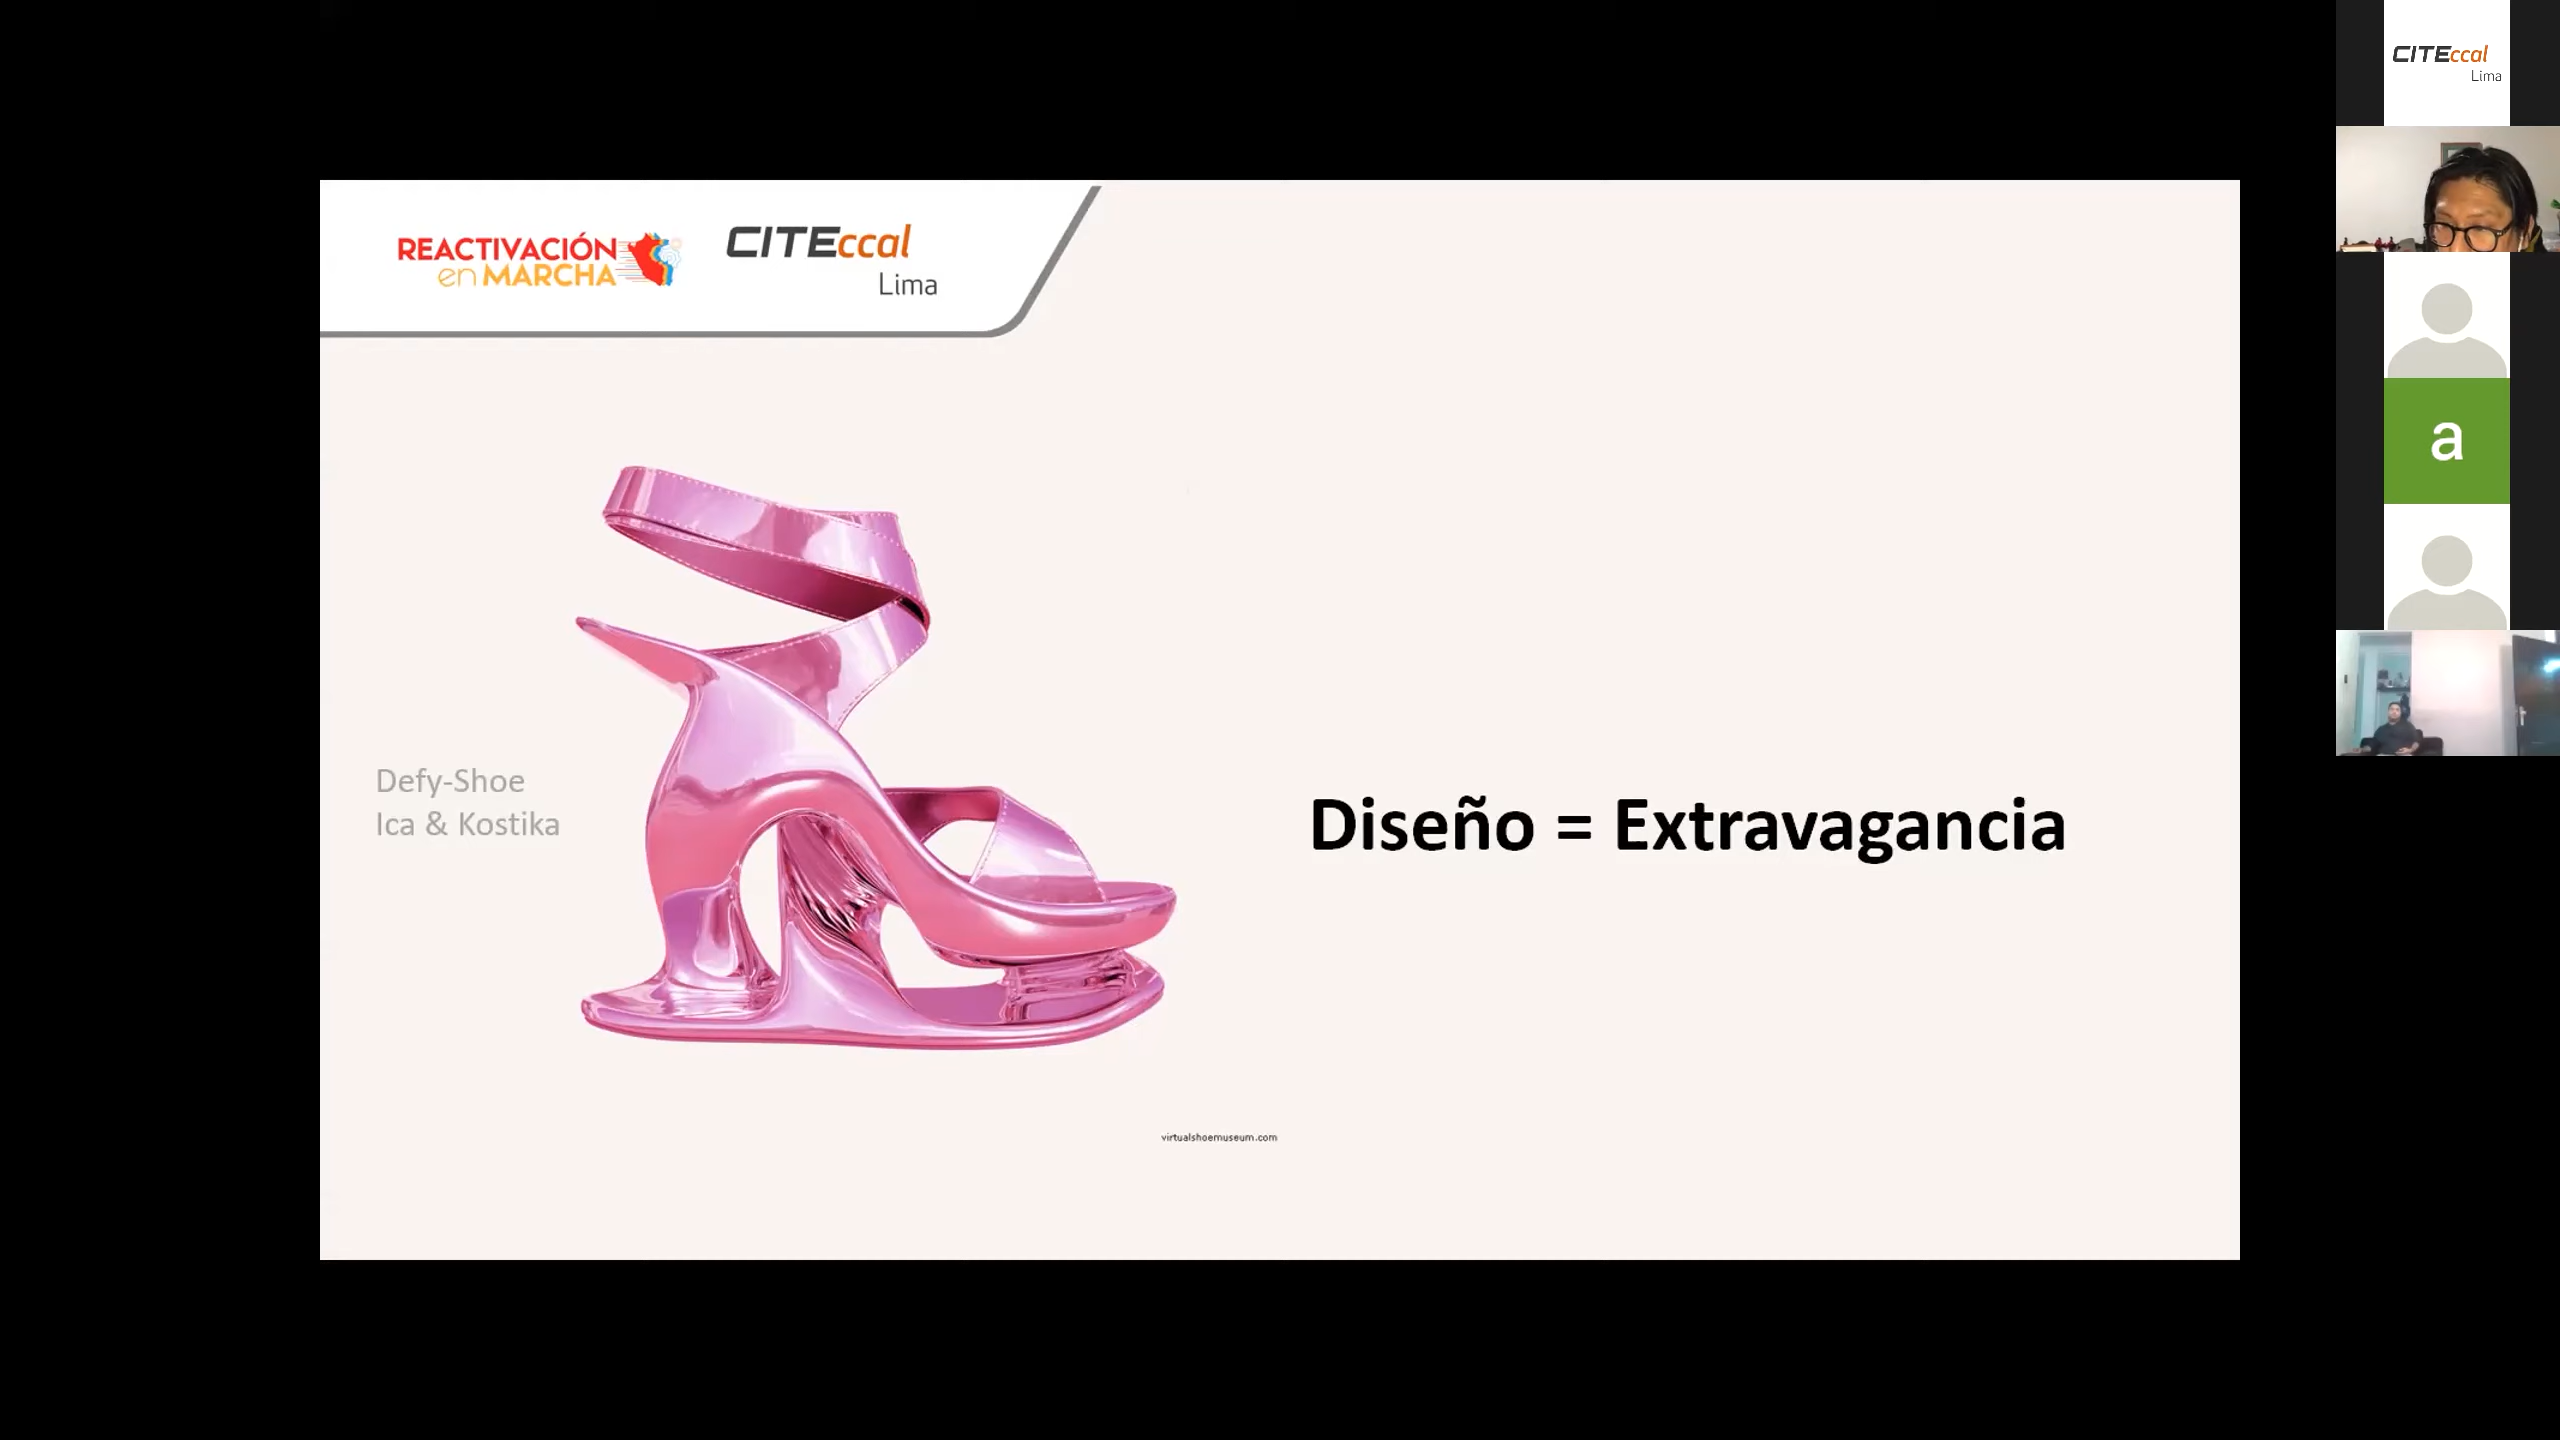 REACTIVACIÓN
en MARCHA
CITEccal
Lima
Defy-Shoe
Ica & Kostika
Diseño = Extravagancia
virtualshoemuseum.com
CITEccal
Lima
a